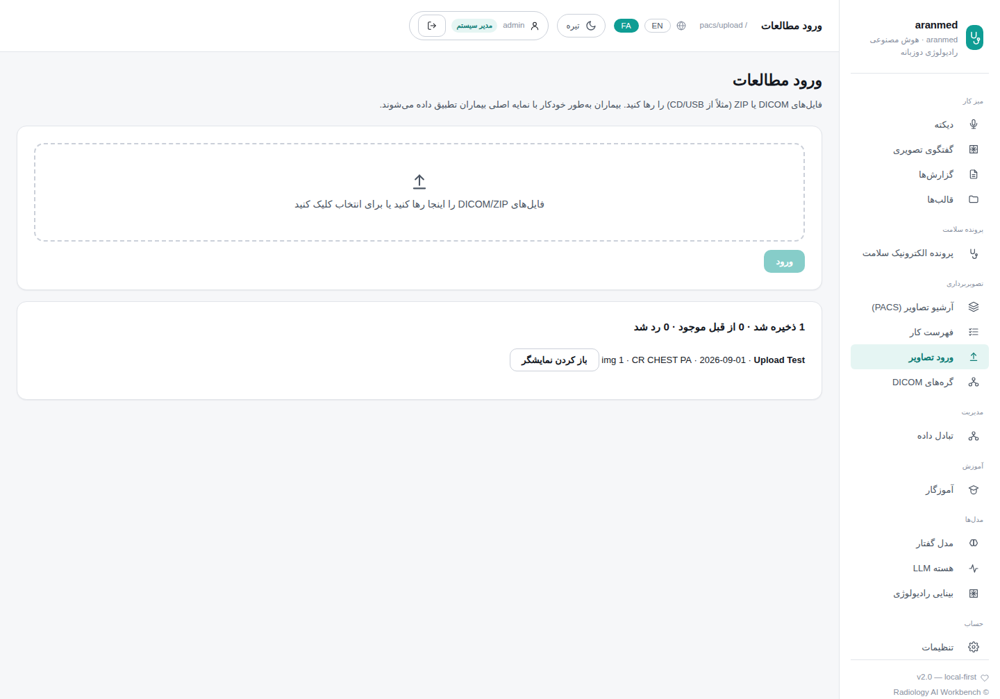 aranmed
aranmed · هوش مصنوعی
رادیولوژی دوزبانه
میز کار
دیکته
گفتگوی تصویری
گزارش‌ها
قالب‌ها
پرونده سلامت
پرونده الکترونیک سلامت
تصویربرداری
آرشیو تصاویر (PACS)
فهرست کار
ورود تصاویر
گره‌های DICOM
مدیریت
تبادل داده
آموزش
آموزگار
مدل‌ها
مدل گفتار
هسته LLM
بینایی رادیولوژی
حساب
تنظیمات
v2.0 — local-first
Radiology AI Workbench ©
ورود مطالعات
pacs/upload /
EN
FA
تیره
admin
مدیر سیستم
ورود مطالعات
فایل‌های DICOM یا ZIP (مثلاً از CD/USB) را رها کنید. بیماران به‌طور خودکار با نمایه اصلی بیماران تطبیق داده می‌شوند.
فایل‌های DICOM/ZIP را اینجا رها کنید یا برای انتخاب کلیک کنید
ورود
1 ذخیره شد · 0 از قبل موجود · 0 رد شد
img 1 · CR CHEST PA · 2026-09-01 · Upload Test
باز کردن نمایشگر